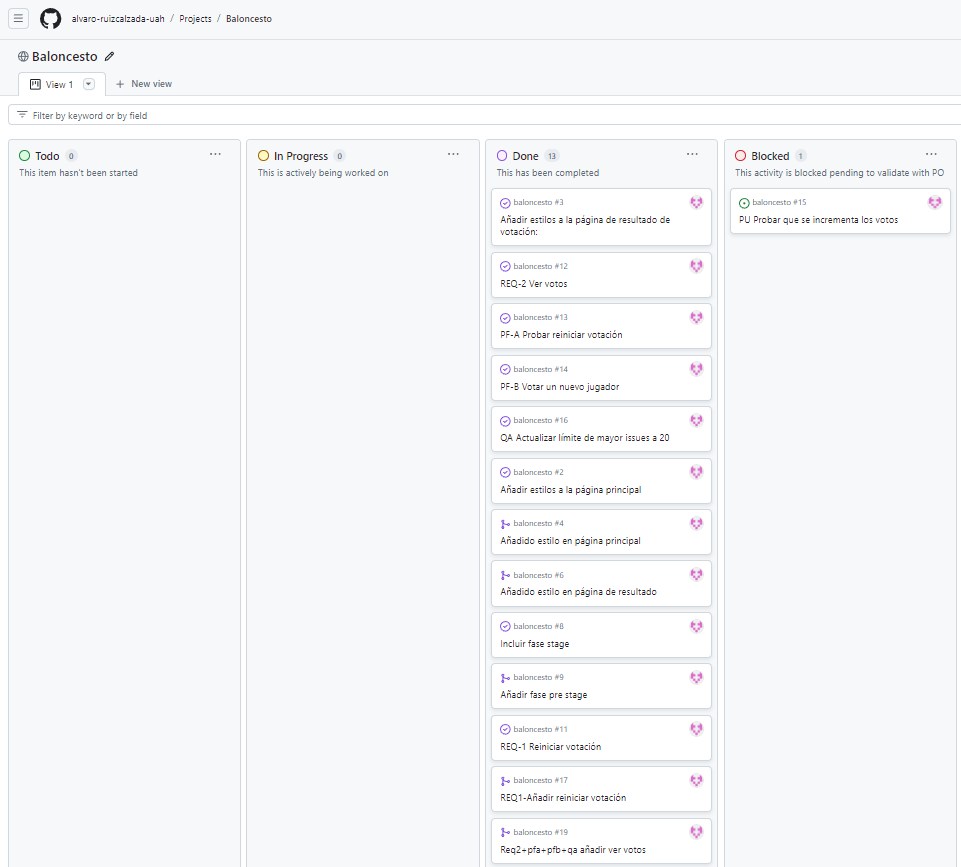 alvaro-ruizcalzada-uah / Projects / Baloncesto
Baloncesto
View 1
+ New view
Filter by keyword or by field
Todo 0
This item hasn't been started
In Progress 0
This is actively being worked on
Done 13
This has been completed
baloncesto #3
Añadir estilos a la página de resultado de
votación:
baloncesto #12
REQ-2 Ver votos
baloncesto #13
PF-A Probar reiniciar votación
baloncesto #14
PF-B Votar un nuevo jugador
baloncesto #16
QA Actualizar límite de mayor issues a 20
baloncesto #2
Añadir estilos a la página principal
baloncesto #4
Añadido estilo en página principal
baloncesto #6
Añadido estilo en página de resultado
baloncesto #8
Incluir fase stage
baloncesto #9
Añadir fase pre stage
baloncesto #11
REQ-1 Reiniciar votación
baloncesto #17
REQ1-Añadir reiniciar votación
baloncesto #19
Req2+pfa+pfb+qa añadir ver votos
Blocked 1
This activity is blocked pending to validate with PO
baloncesto #15
PU Probar que se incrementa los votos